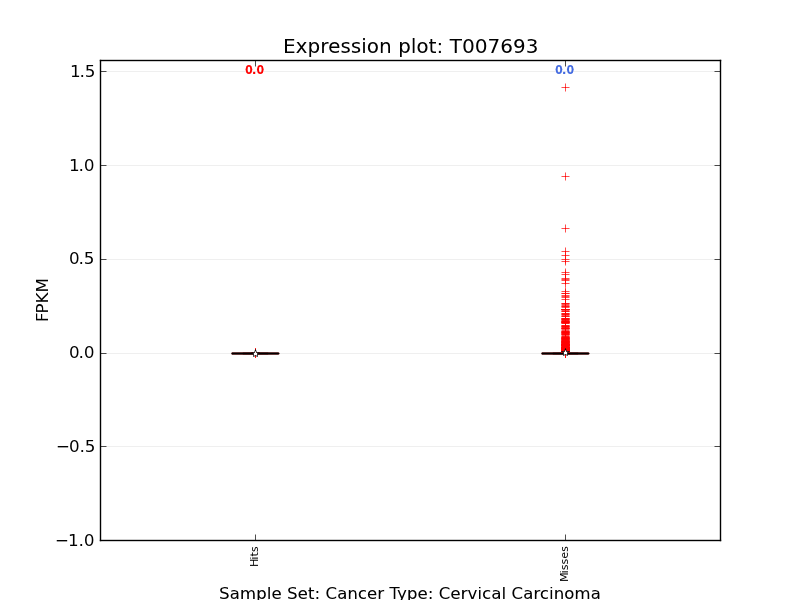 Expression plot: T007693
0.0 0.0
1.5
1.0
0.5
0.0
−0.5
−1.0
FPKM
Hits Misses
Sample Set: Cancer Type: Cervical Carcinoma